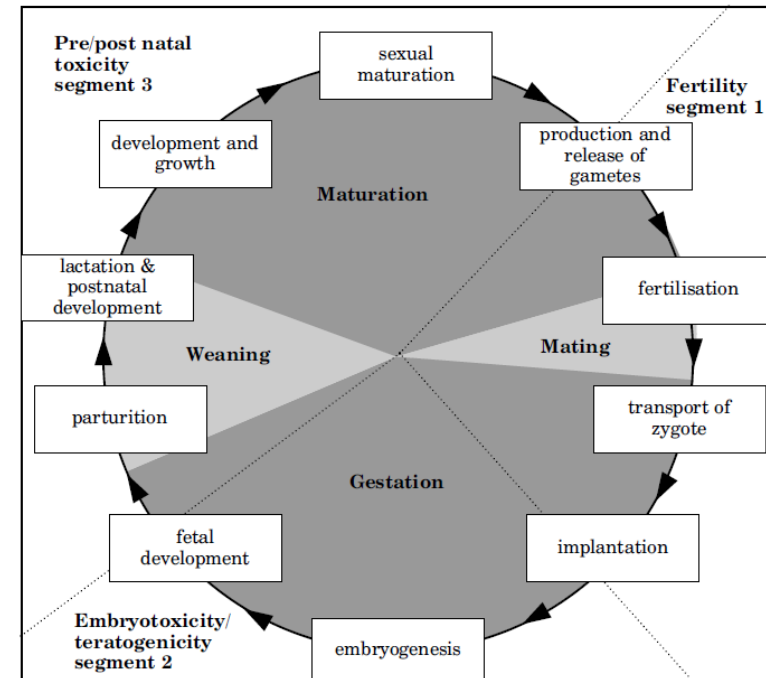 Pre/post natal
toxicity
segment 3
sexual
maturation
Fertility
segment 1
development and
growth
production and
release of
gametes
Maturation
lactation &
postnatal
development
fertilisation
Weaning
Mating
parturition
transport of
zygote
Gestation
fetal
development
implantation
Embryotoxicity/
teratogenicity
segment 2
embryogenesis